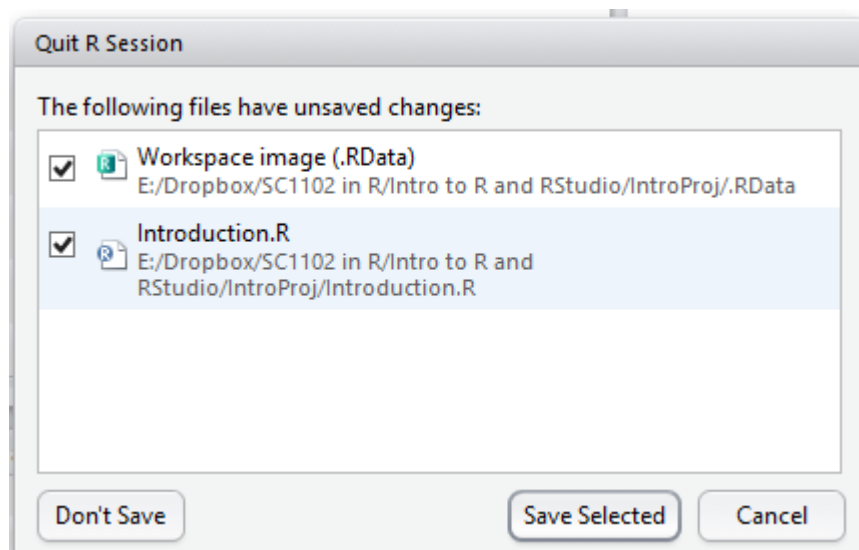 Quit R Session
The following files have unsaved changes:
Workspace image (.RData)
E:/Dropbox/SC1102 in R/Intro to R and RStudio/IntroProj/.RData
Introduction.R
E:/Dropbox/SC1102 in R/Intro to R and
RStudio/IntroProj/Introduction.R
Don't Save
Save Selected
Cancel